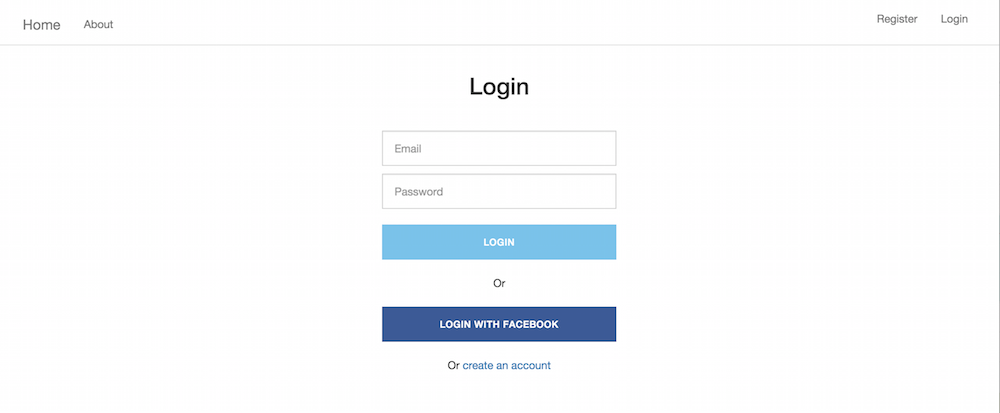 Home About Register Login
Login
Email
Password
LOGIN
Or
LOGIN WITH FACEBOOK
Or create an account